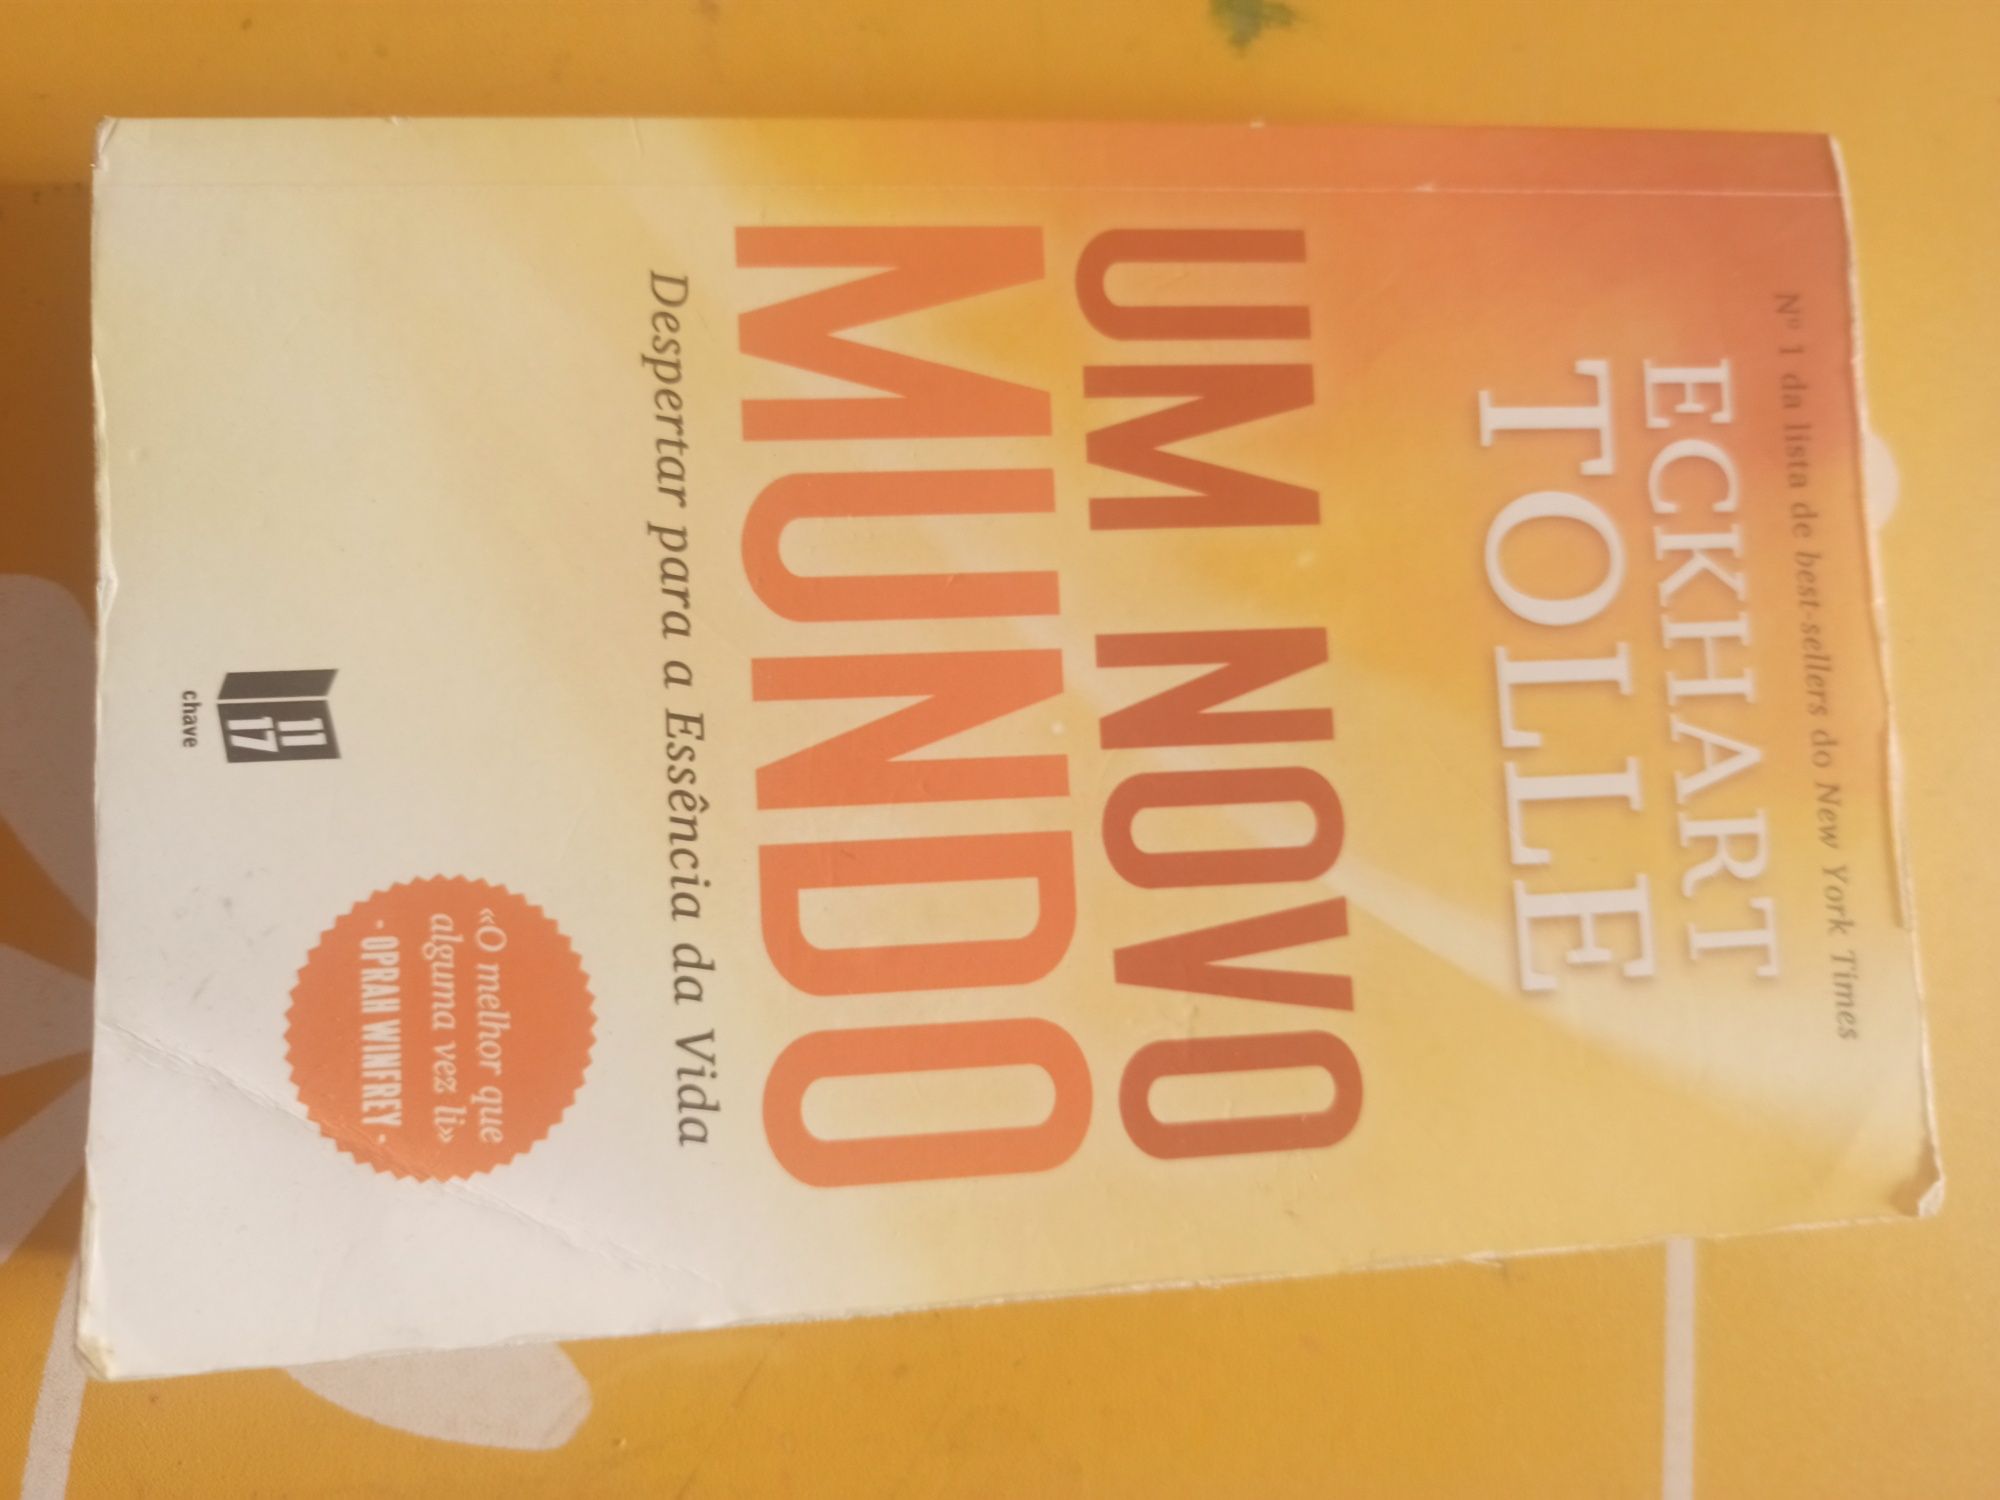 Nº 1 da lista de best-sellers do New York Times
ECKHART
TOLLE
UM NOVO
MUNDO
Despertar para a Essência da Vida
«O melhor que
alguma vez li»
- OPRAH WINFREY -
11
17
chave